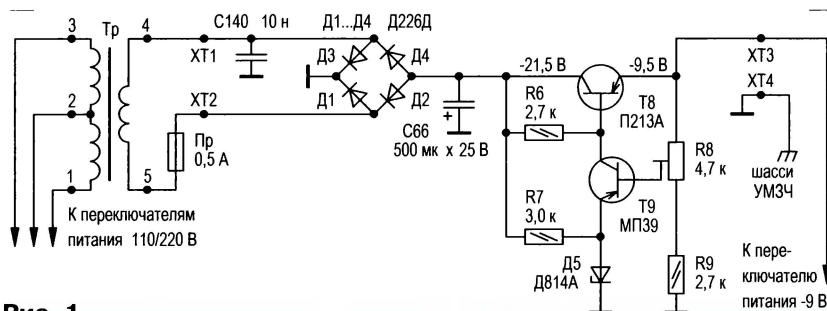 3
Тр
4
С140 10 н
Д1...Д4
Д226Д
ХТ1
Д3
Д4
2
ХТ2
Д1
Д2
Пр
0,5 А
1
5
К переключателям
питания 110/220 В
+
С66
500 мк х 25 В
-21,5 В
-9,5 В
R6
2,7 к
Т8
П213А
R7
3,0 к
Т9
МП39
Д5
Д814А
ХТ3
ХТ4
R8
4,7 к
шасси
УМЗЧ
R9
2,7 к
К пере-
ключателю
питания -9 В
Рис. 1